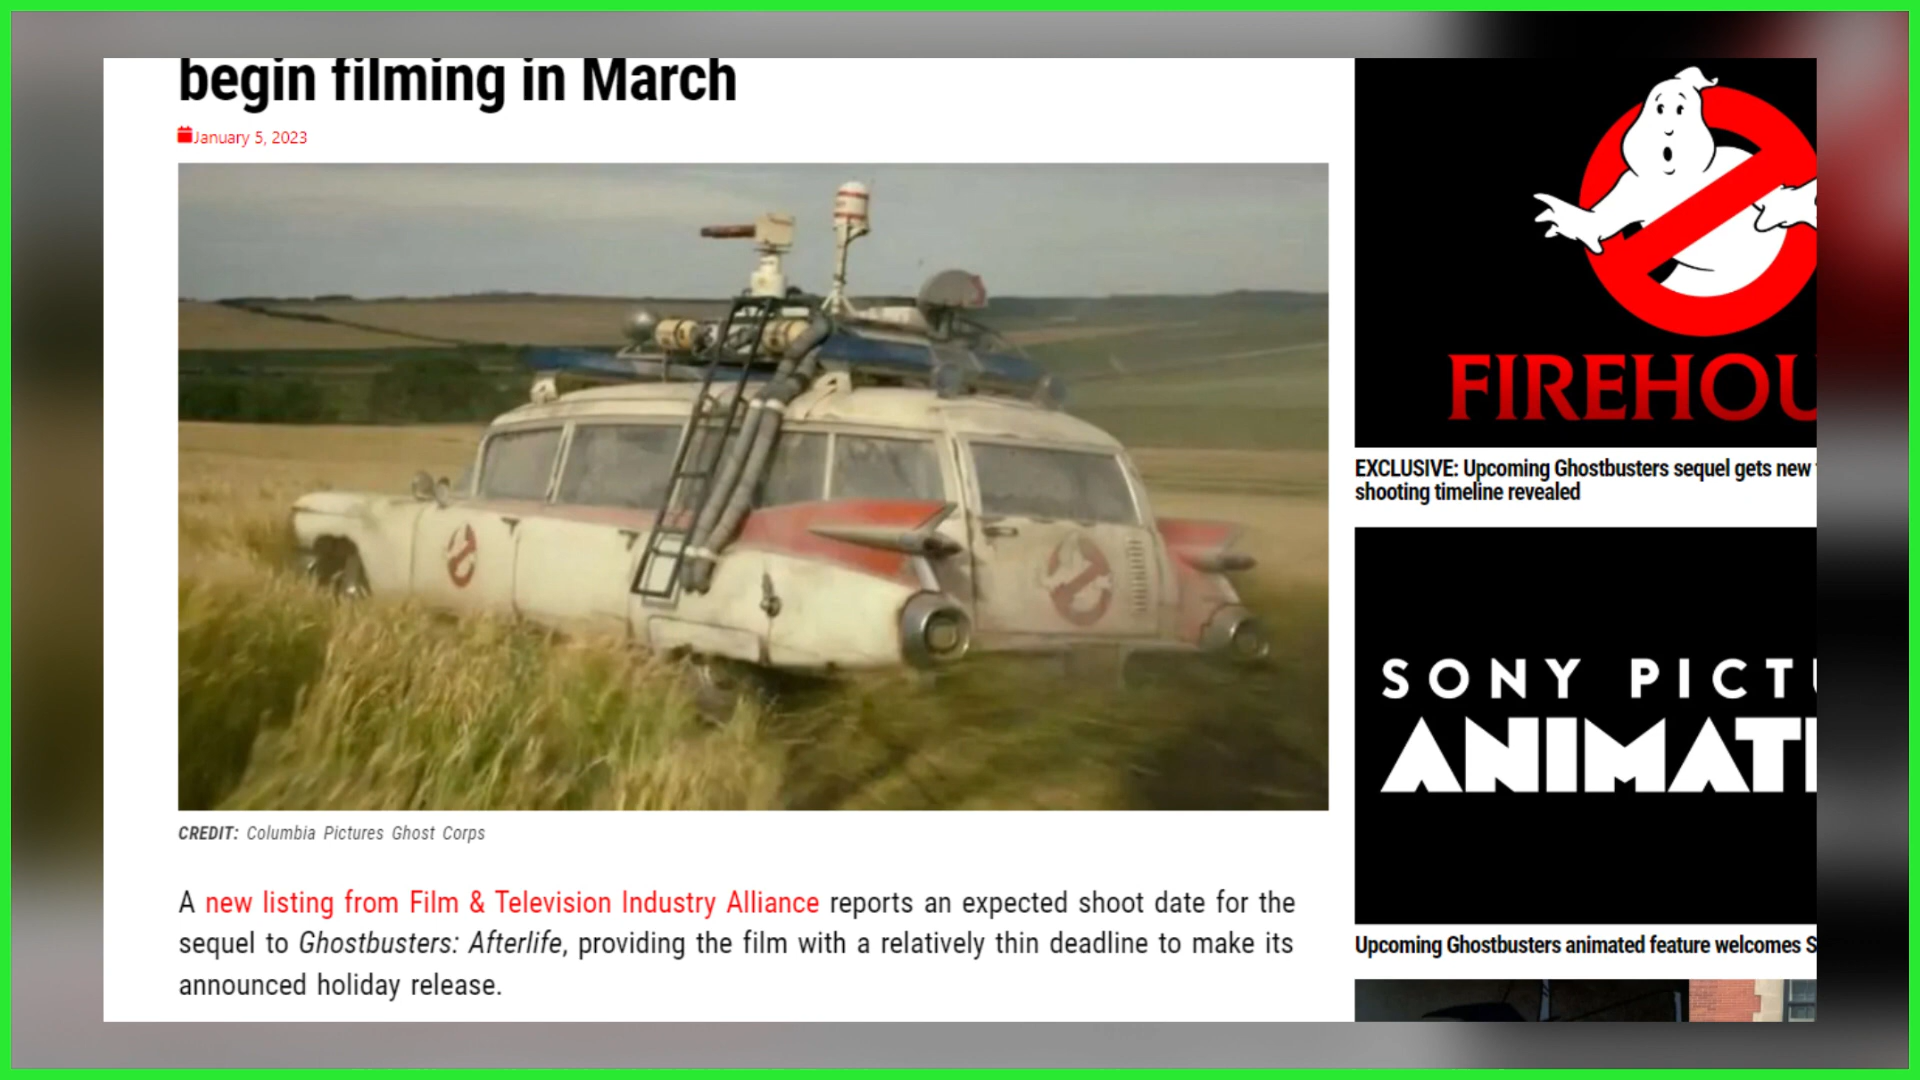 begin filming in March
January 5, 2023
CREDIT: Columbia Pictures Ghost Corps
A new listing from Film & Television Industry Alliance reports an expected shoot date for the
sequel to Ghostbusters: Afterlife, providing the film with a relatively thin deadline to make its
announced holiday release.
FIREHOU
EXCLUSIVE: Upcoming Ghostbusters sequel gets new
shooting timeline revealed
SONY PICTU
ANIMATI
Upcoming Ghostbusters animated feature welcomes S